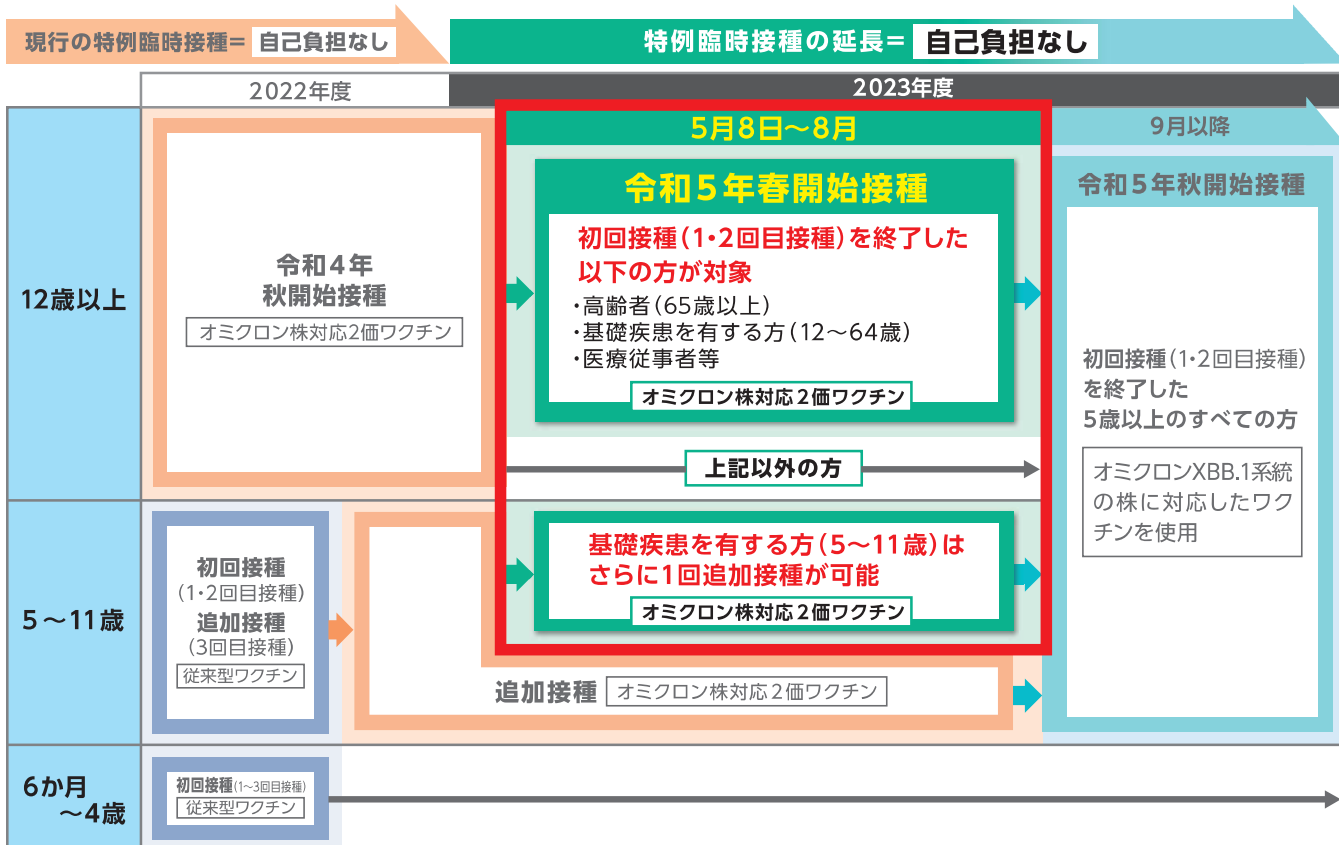 現行の特例臨時接種= 自己負担なし
特例臨時接種の延長= 自己負担なし
2022年度
2023年度
5月8日～8月
9月以降
12歳以上
令和4年
秋開始接種
オミクロン株対応2価ワクチン
令和5年春開始接種
初回接種(1・2回目接種)を終了した
以下の方が対象
・高齢者(65歳以上)
・基礎疾患を有する方(12～64歳)
・医療従事者等
オミクロン株対応2価ワクチン
上記以外の方
令和5年秋開始接種
初回接種(1・2回目接種)
を終了した
5歳以上のすべての方
オミクロンXBB.1系統
の株に対応したワク
チンを使用
5～11歳
初回接種
(1・2回目接種)
追加接種
(3回目接種)
従来型ワクチン
基礎疾患を有する方(5～11歳)は
さらに1回追加接種が可能
オミクロン株対応2価ワクチン
追加接種 オミクロン株対応2価ワクチン
6か月
～4歳
初回接種(1～3回目接種)
従来型ワクチン